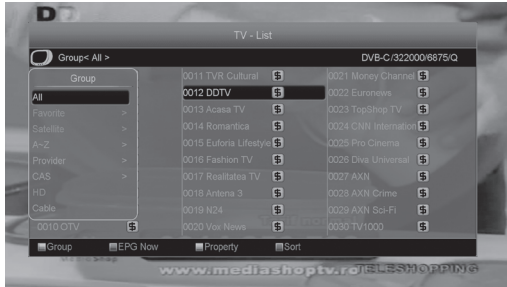 TV - List
Group< All >
DVB-C/322000/6875/Q
Group
All
Favorite >
Satellite >
A~Z >
Provider >
CAS >
HD
Cable
0010 OTV $
0011 TVR Cultural $
0012 DDTV $
0013 Acasa TV $
0014 Romantica $
0015 Euforia Lifestyle $
0016 Fashion TV $
0017 Realitatea TV $
0018 Antena 3 $
0019 N24 $
0020 Vox News $
0021 Money Channel $
0022 Euronews $
0023 TopShop TV $
0024 CNN Internation $
0025 Pro Cinema $
0026 Diva Universal $
0027 AXN $
0028 AXN Crime $
0029 AXN Sci-Fi $
0030 TV1000 $
Group
EPG Now
Property
Sort
www.mediashoptv.ro
TELESHOPPING